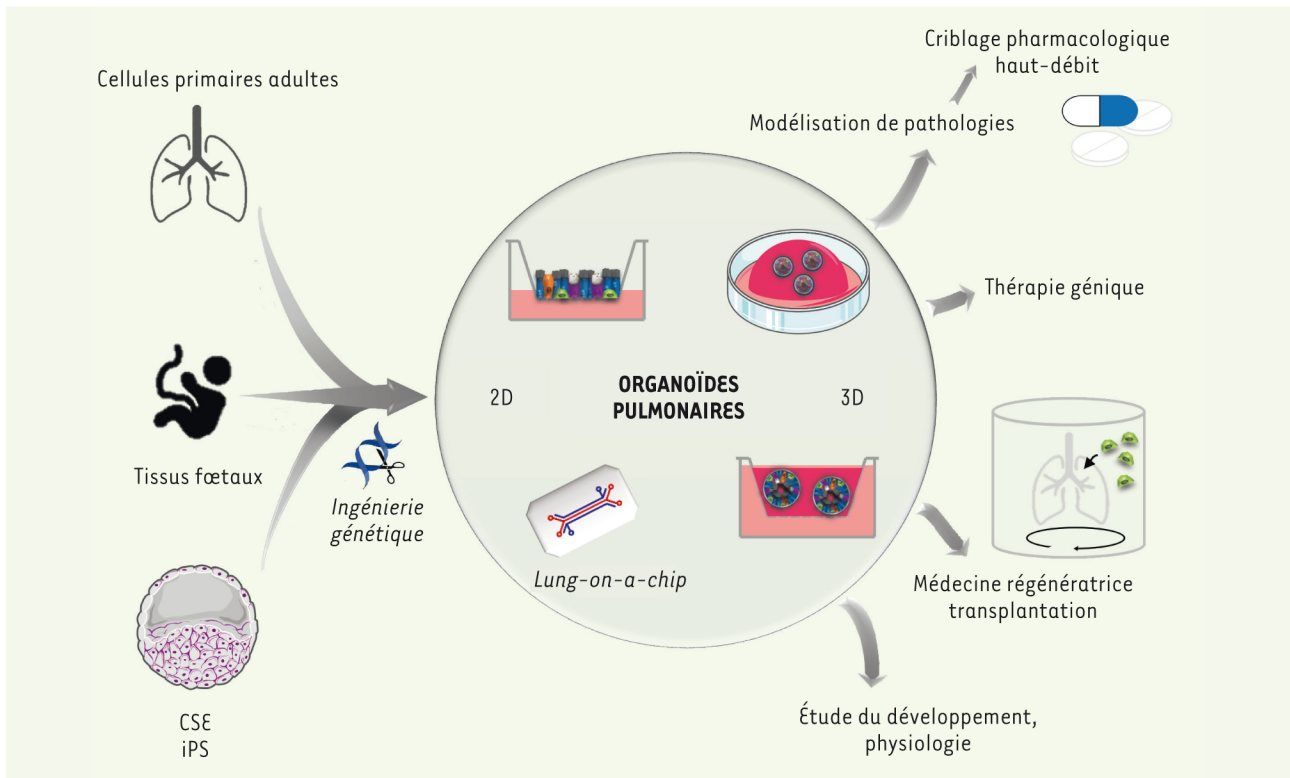 Cellules primaires adultes
Tissus fœtaux
CSE
iPS
Ingénierie
génétique
2D
ORGANOÏDES
PULMONAIRES
3D
Lung-on-a-chip
Criblage pharmacologique
haut-débit
Modélisation de pathologies
Thérapie génique
Médecine régénératrice
transplantation
Étude du développement,
physiologie